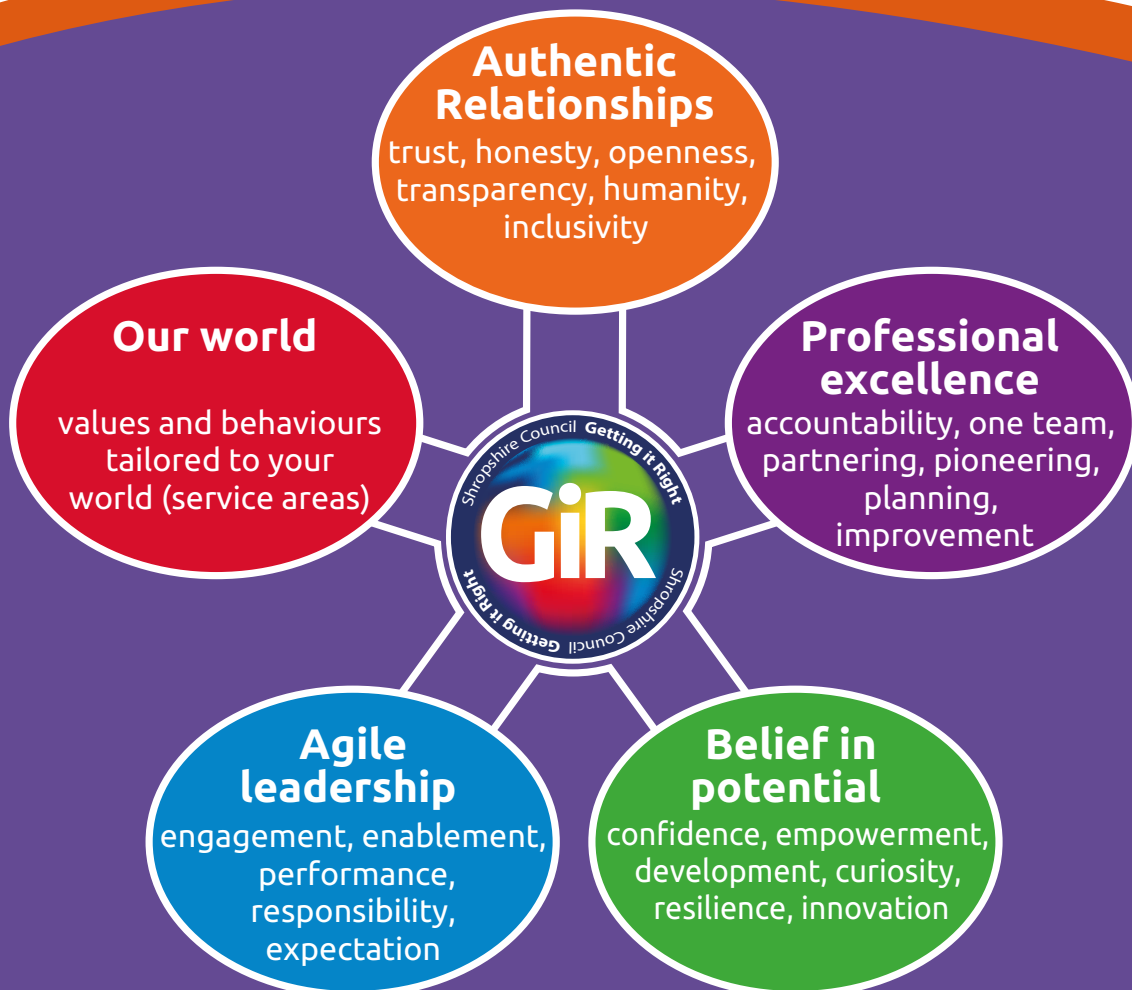 Authentic
Relationships
trust, honesty, openness,
transparency, humanity,
inclusivity
Our world
values and behaviours
tailored to your
world (service areas)
Professional
excellence
accountability, one team,
partnering, pioneering,
planning,
improvement
Shropshire Council Getting it Right
GiR
Shropshire Council Getting it Right
Agile
leadership
engagement, enablement,
performance,
responsibility,
expectation
Belief in
potential
confidence, empowerment,
development, curiosity,
resilience, innovation